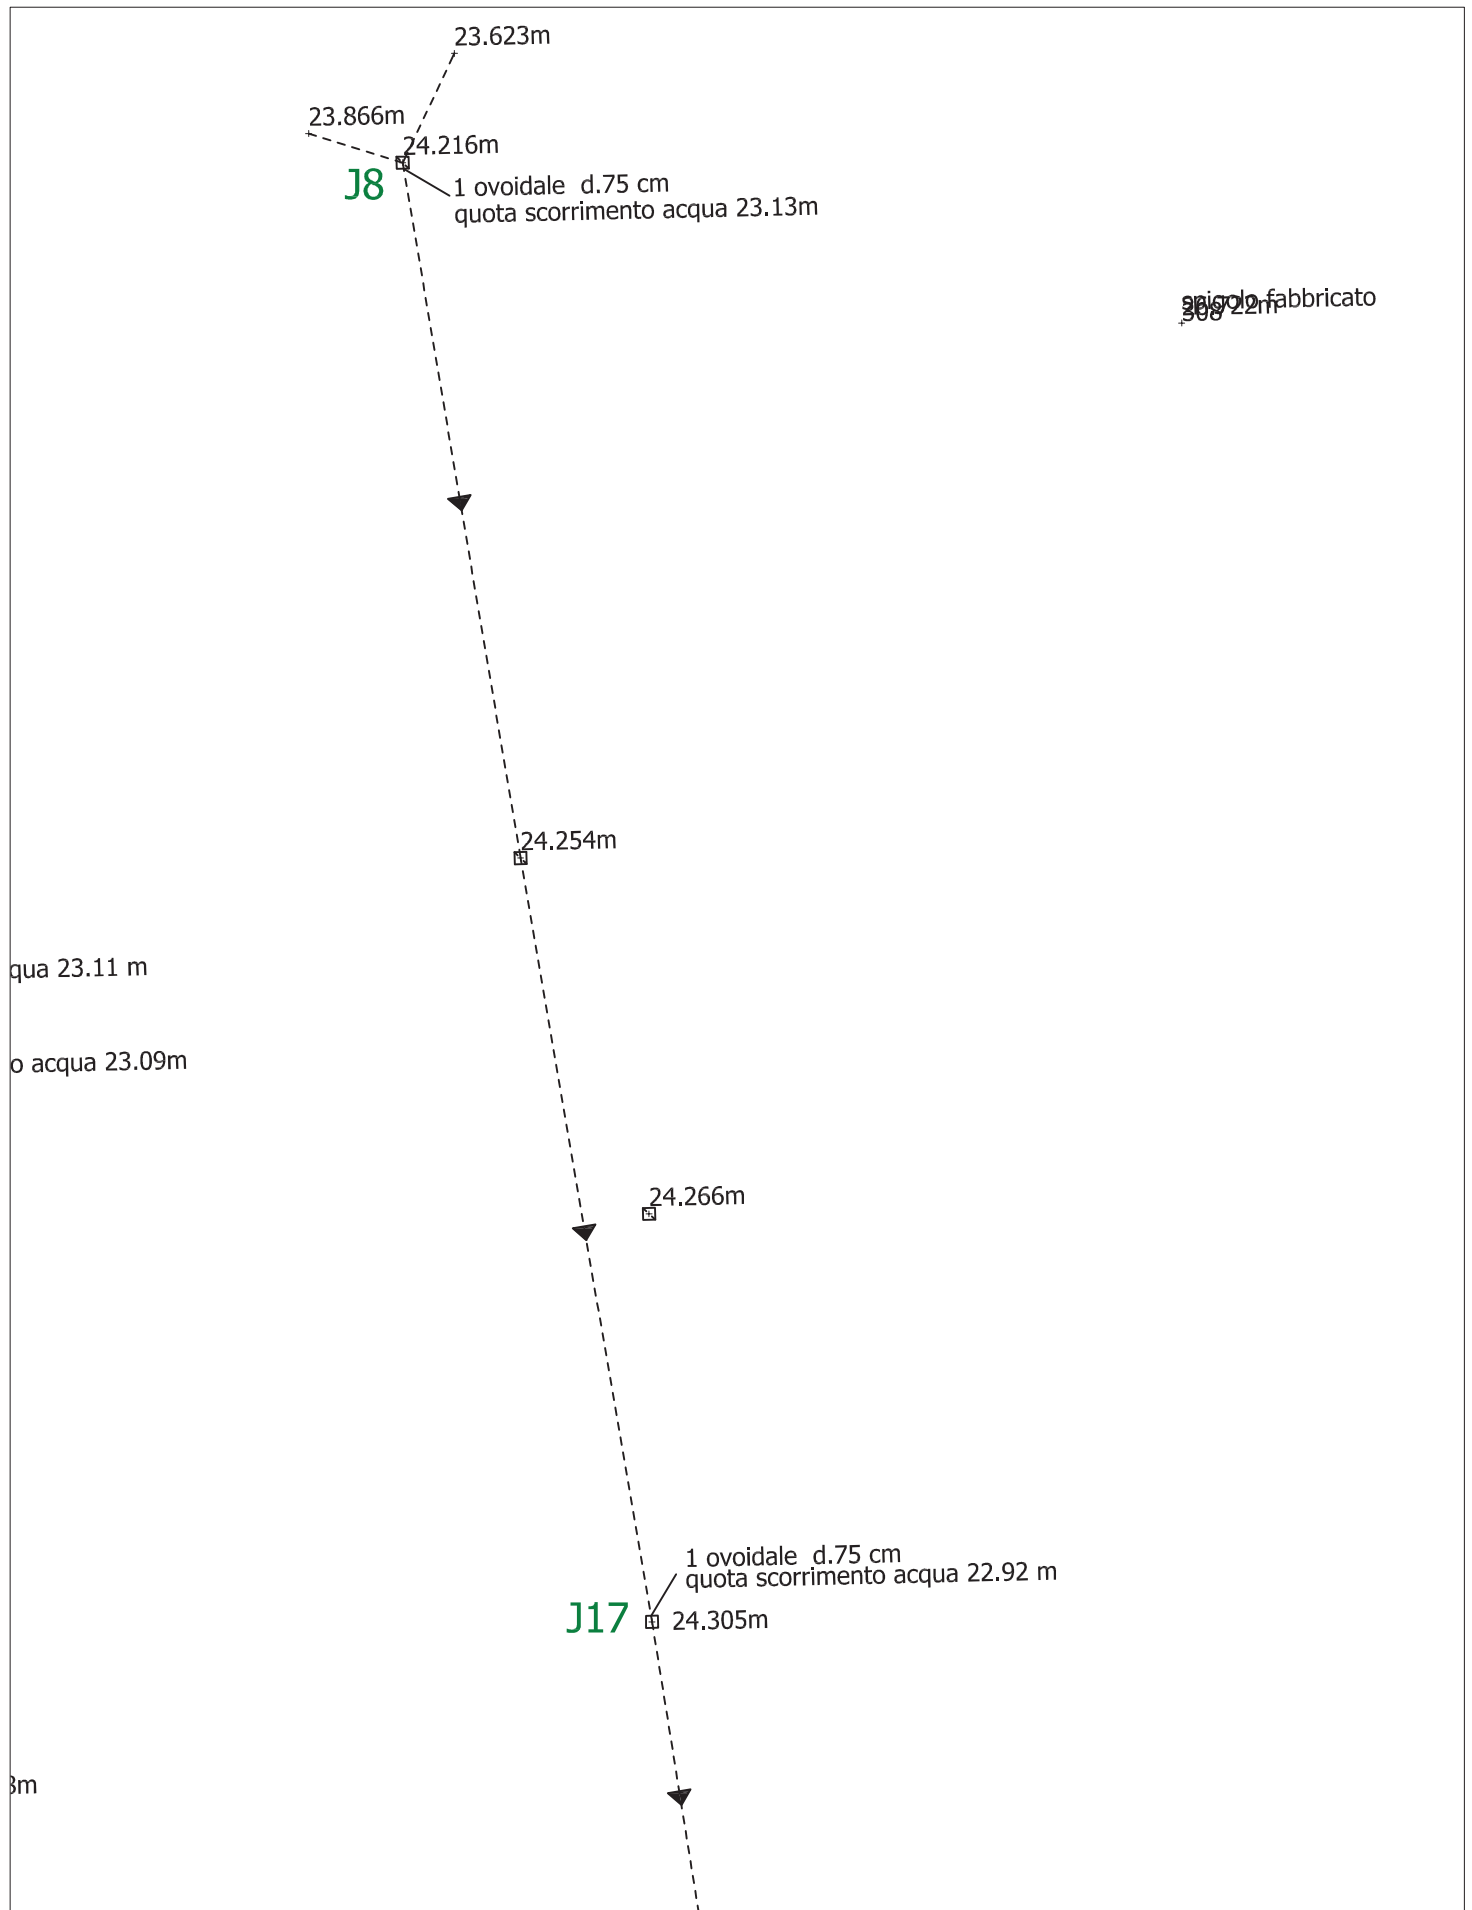 23.623m
23.866m
24.216m
J8
1 ovoidale d.75 cm
quota scorrimento acqua 23.13m
spigolo fabbricato
308
24.254m
qua 23.11 m
o acqua 23.09m
24.266m
1 ovoidale d.75 cm
quota scorrimento acqua 22.92 m
J17
24.305m
3m